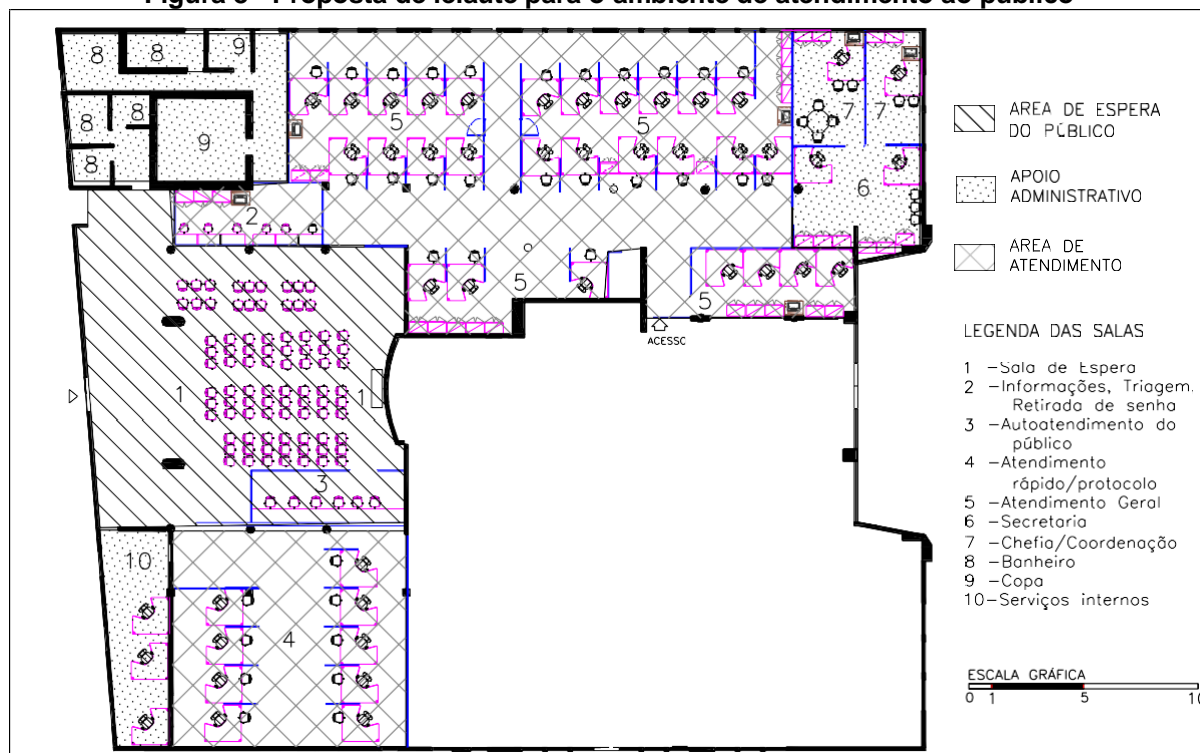 Figura 3 - Proposta de leiaute para o ambiente de atendimento ao público
8
8
9
8
8
8
9
2
5
5
7
7
6
5
5
ACESSC
1
1
3
10
4
AREA DE ESPERA
DO PÚBLICO
APOIO
ADMINISTRATIVO
AREA DE
ATENDIMENTO
LEGENDA DAS SALAS
1 –Sala de Espera
2 –Informações, Triagem,
Retirada de senha
3 –Autoatendimento do
público
4 –Atendimento
rápido/protocolo
5 –Atendimento Geral
6 –Secretaria
7 –Chefia/Coordenação
8 –Banheiro
9 –Copa
10–Serviços internos
ESCALA GRÁFICA
0 1 5 10